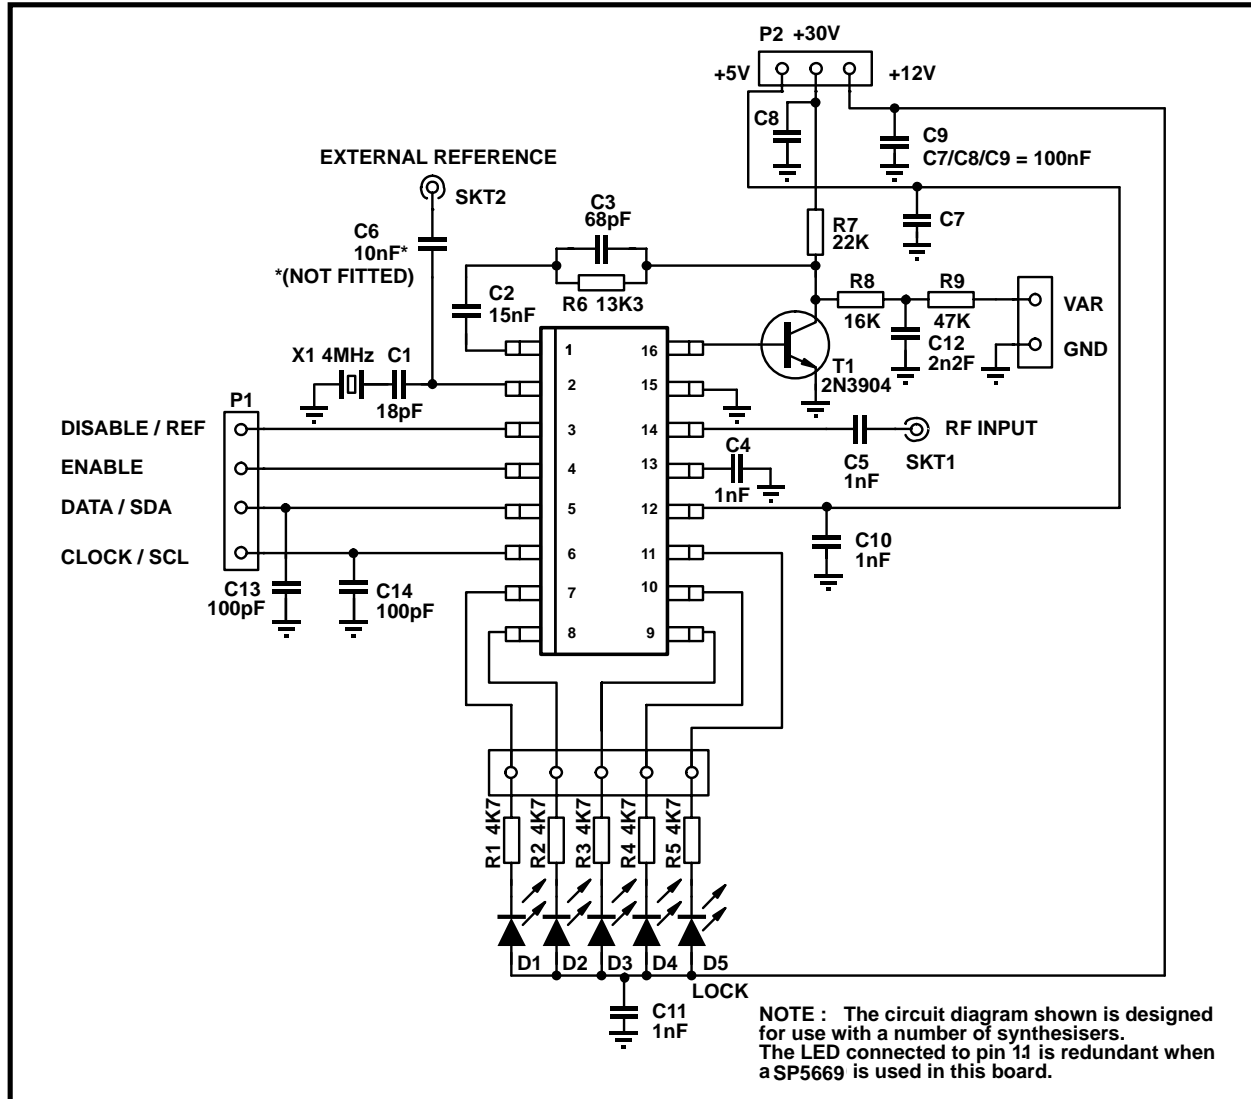 P2 +30V
+5V
+12V
C8
C9
C7/C8/C9 = 100nF
EXTERNAL REFERENCE
SKT2
C3
68pF
C7
R7
22K
C6
10nF*
*(NOT FITTED)
R6 13K3
C2
15nF
R8
16K
R9
47K
VAR
C12
2n2F
GND
X1 4MHz
C1
18pF
T1
2N3904
P1
1
16
2
15
DISABLE / REF
3
14
RF INPUT
C5
1nF
SKT1
ENABLE
4
13
C4
1nF
DATA / SDA
5
12
C10
1nF
CLOCK / SCL
6
11
C13
100pF
C14
100pF
7
10
8
9
R1 4K7
R2 4K7
R3 4K7
R4 4K7
R5 4K7
D1
D2
D3
D4
D5
LOCK
C11
1nF
NOTE : The circuit diagram shown is designed
for use with a number of synthesisers.
The LED connected to pin 11 is redundant when
a SP5669 is used in this board.